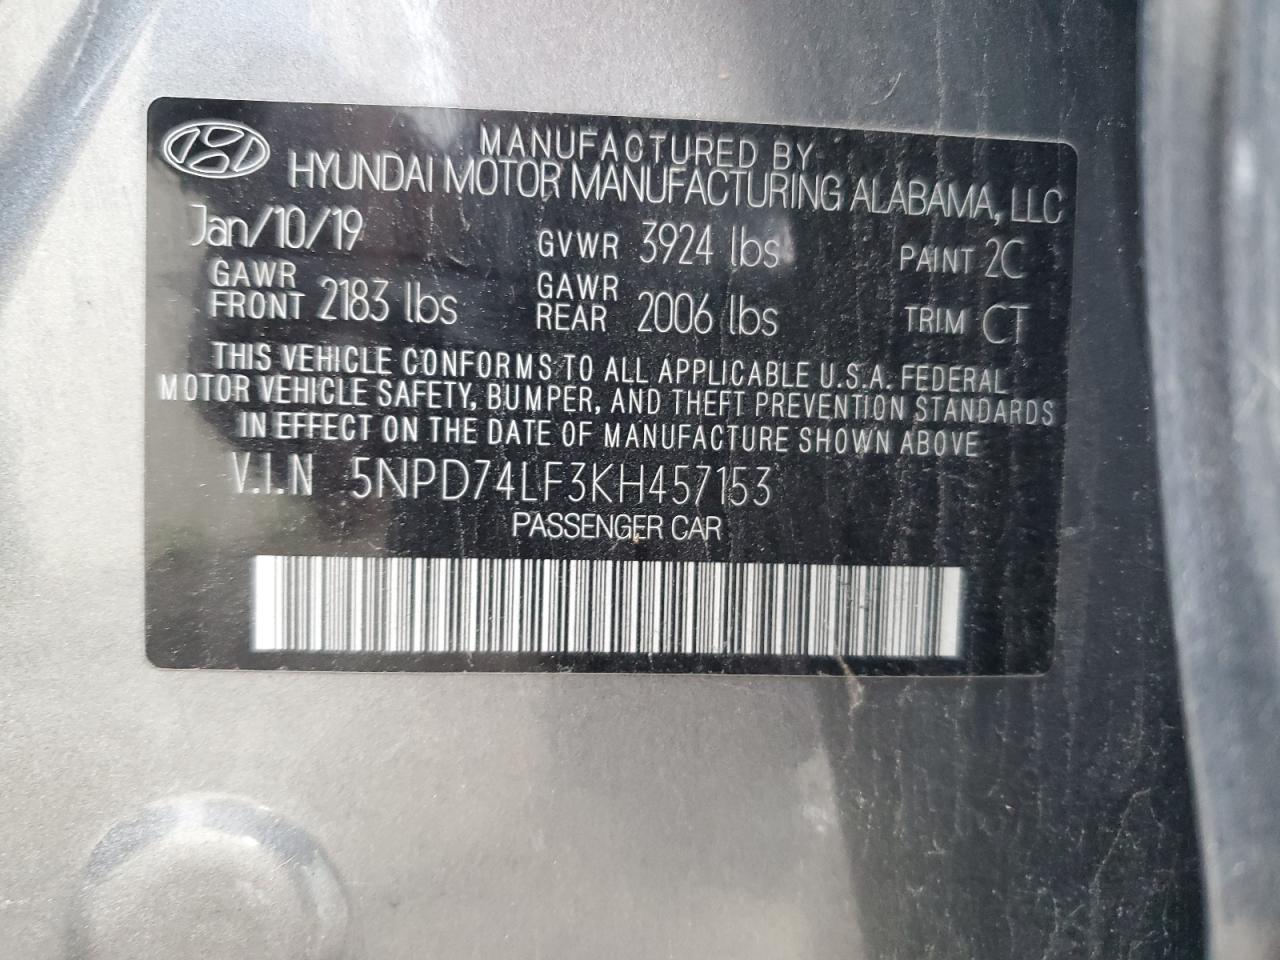 MANUFACTURED BY
HYUNDAI MOTOR MANUFACTURING ALABAMA, LLC
Jan/10/19 GVWR 3924 lbs PAINT 2C
GAWR FRONT 2183 lbs GAWR REAR 2006 lbs TRIM CT
THIS VEHICLE CONFORMS TO ALL APPLICABLE U.S.A. FEDERAL
MOTOR VEHICLE SAFETY, BUMPER, AND THEFT PREVENTION STANDARDS
IN EFFECT ON THE DATE OF MANUFACTURE SHOWN ABOVE
V.I.N 5NPD74LF3KH457153
PASSENGER CAR